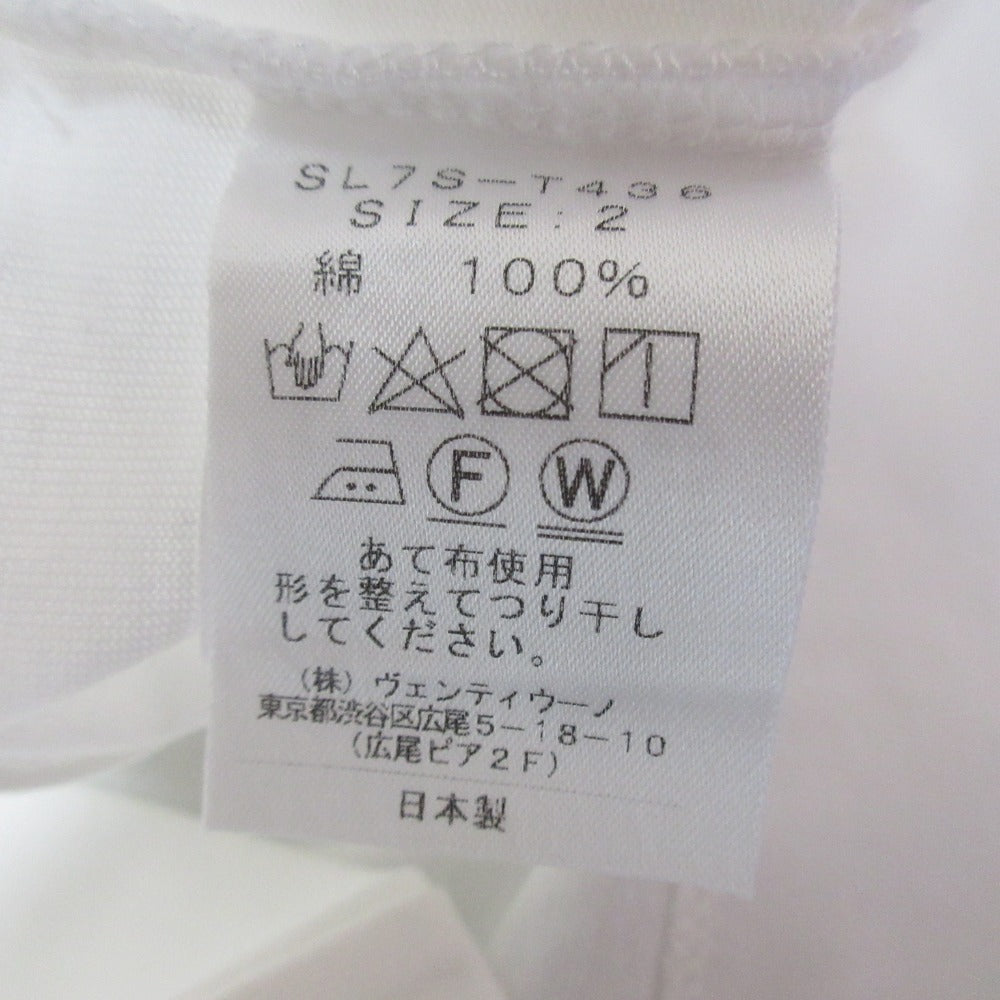 SL7S-T436
SIZE:2
綿 100%
F W
あて布使用
形を整えてつり干し
してください。
(株)ヴェンティウーノ
東京都渋谷区広尾5-18-10
(広尾ピア2F)
日本製